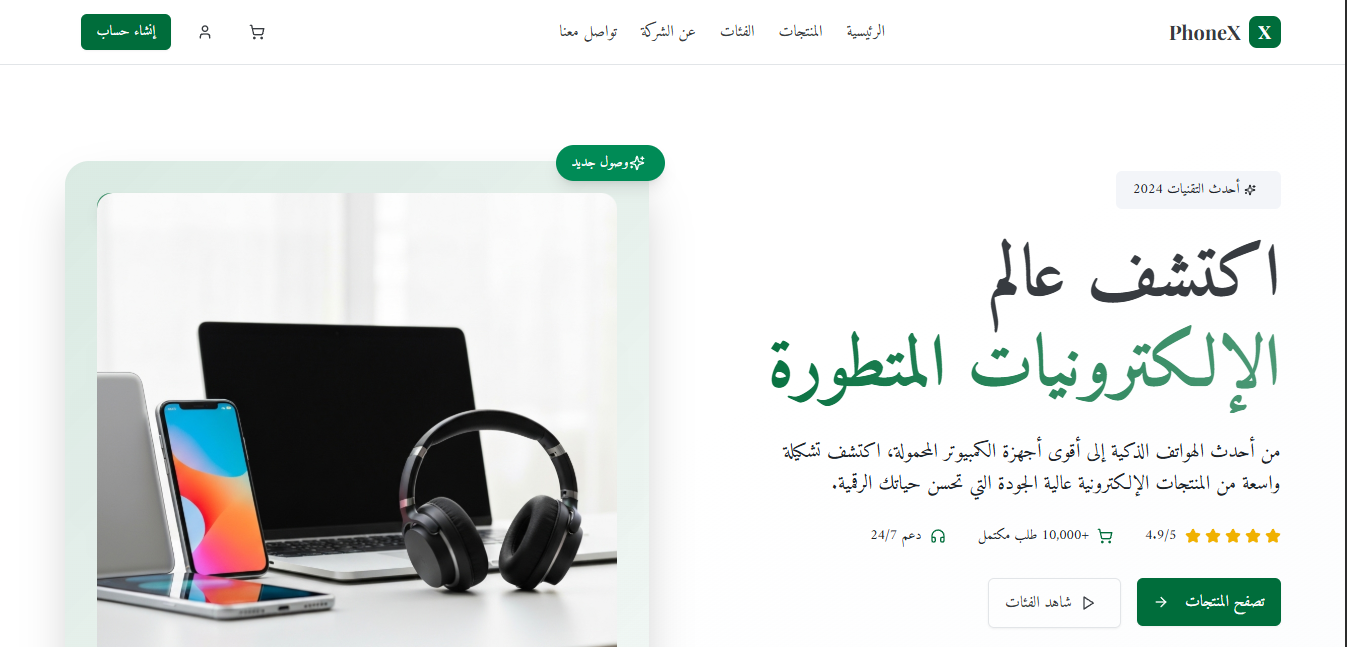 X PhoneX
الرئيسية
المنتجات
الفئات
عن الشركة
تواصل معنا
إنشاء حساب
وصول جديد
أحدث التقنيات 2024
اكتشف عالم
الإلكترونيات المتطورة
من أحدث الهواتف الذكية إلى أقوى أجهزة الكمبيوتر المحمولة، اكتشف تشكيلة
واسعة من المنتجات الإلكترونية عالية الجودة التي تحسن حياتك الرقمية.
4.9/5
+10,000 طلب مكتمل
دعم 24/7
تصفح المنتجات
شاهد الفئات